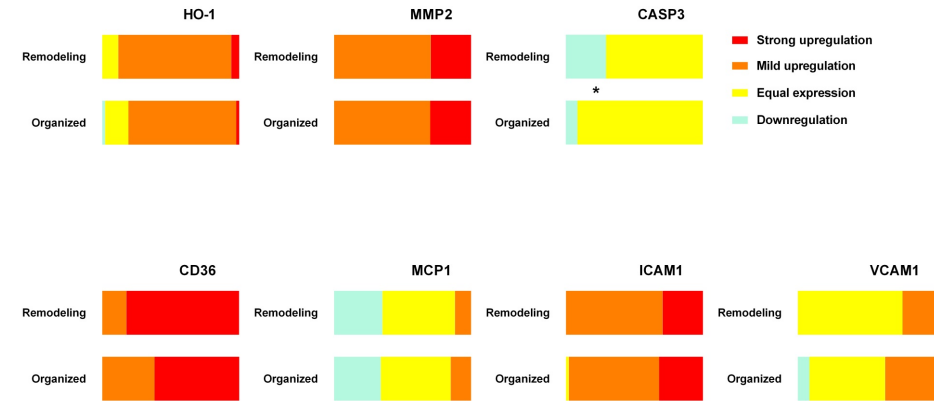 HO-1
MMP2
CASP3
Remodeling
Remodeling
Remodeling
Strong upregulation
Mild upregulation
Equal expression
Downregulation
*
Organized
Organized
Organized
CD36
MCP1
ICAM1
VCAM1
Remodeling
Remodeling
Remodeling
Remodeling
Organized
Organized
Organized
Organized